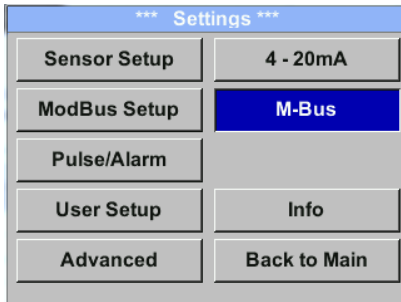 *** Settings ***
Sensor Setup
4 - 20mA
ModBus Setup
M-Bus
Pulse/Alarm
User Setup
Info
Advanced
Back to Main